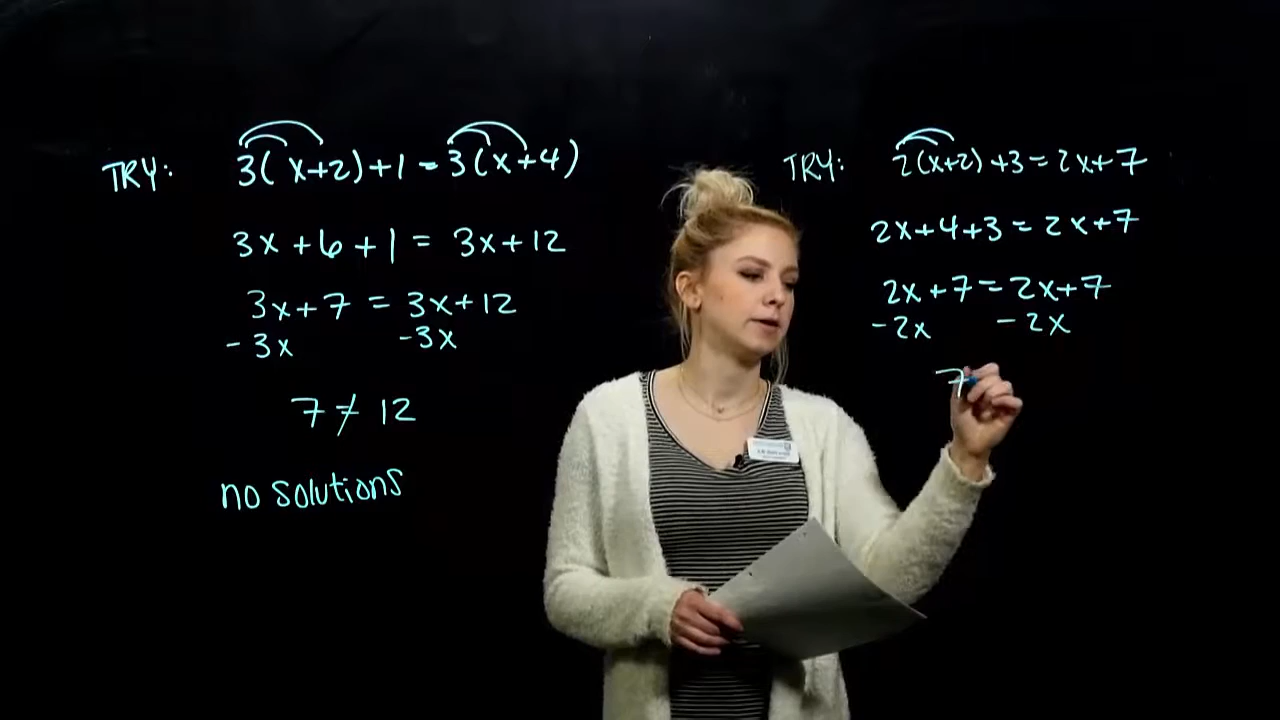 TRY: 3(x+2)+1=3(x+4)
3x+6+1=3x+12
3x+7=3x+12
-3x -3x
7≠12
no solutions
TRY: 2(x+2)+3=2x+7
2x+4+3=2x+7
2x+7=2x+7
-2x -2x
7